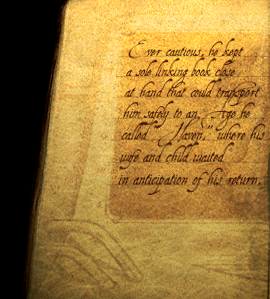 Ever cautious, he kept
a sole linking book close
at hand that could transport
him safely to an Age he
called "Haven," where his
wife and child waited
in anticipation of his return.